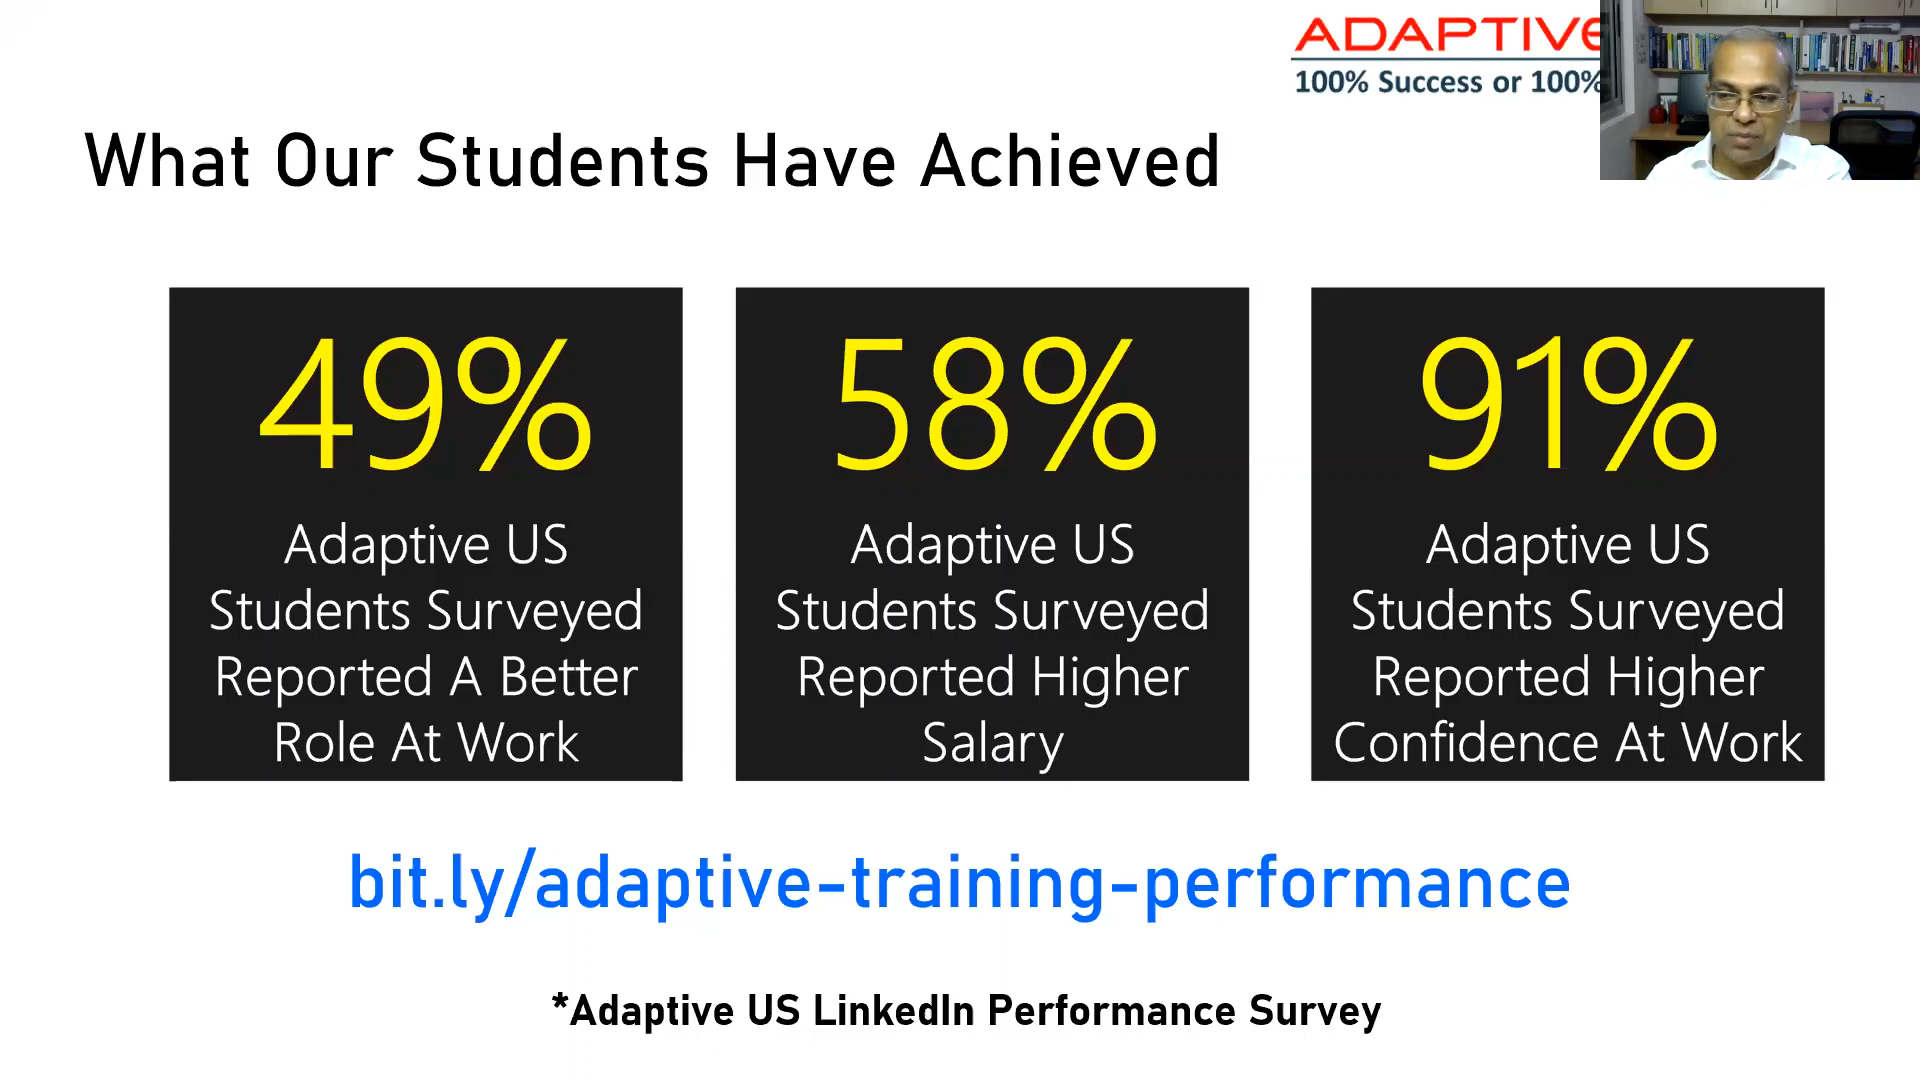 ADAPTIVE
100% Success or 100%
What Our Students Have Achieved
49%
Adaptive US
Students Surveyed
Reported A Better
Role At Work
58%
Adaptive US
Students Surveyed
Reported Higher
Salary
91%
Adaptive US
Students Surveyed
Reported Higher
Confidence At Work
bit.ly/adaptive-training-performance
*Adaptive US LinkedIn Performance Survey